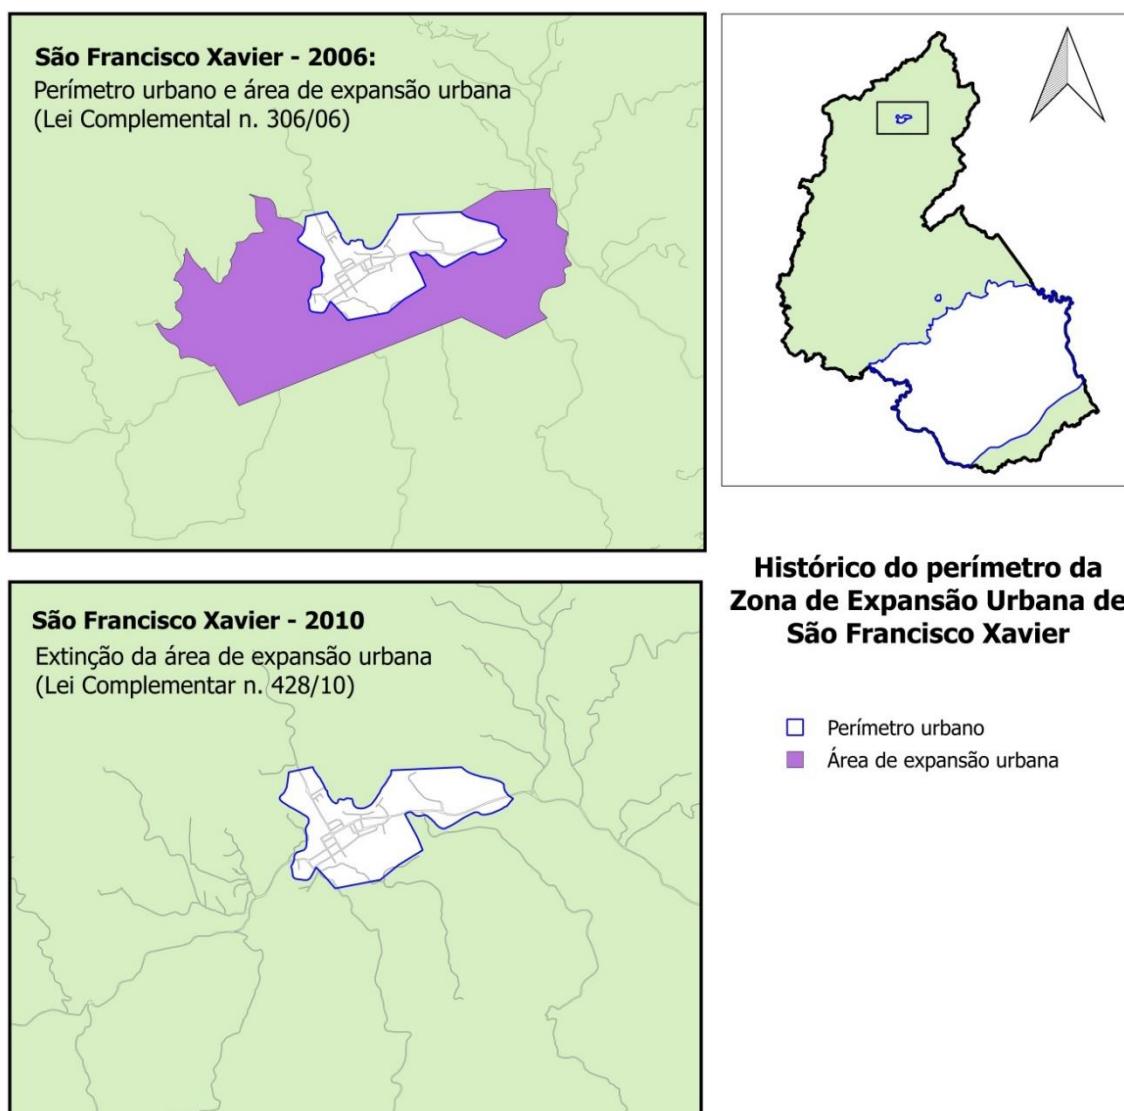 São Francisco Xavier - 2006:
Perímetro urbano e área de expansão urbana
(Lei Complemental n. 306/06)
Histórico do perímetro da
Zona de Expansão Urbana de
São Francisco Xavier
Perímetro urbano
Área de expansão urbana
São Francisco Xavier - 2010
Extinção da área de expansão urbana
(Lei Complementar n. 428/10)